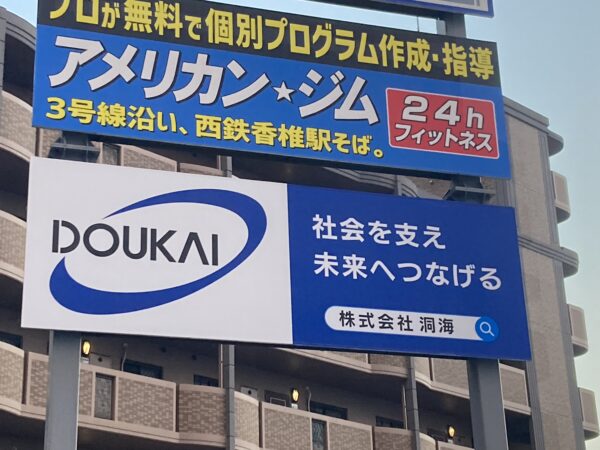 プロが無料で個別プログラム作成・指導
アメリカン☆ジム
24h
フィットネス
3号線沿い、西鉄香椎駅そば。
DOUKAI
社会を支え
未来へつなげる
株式会社 洞海